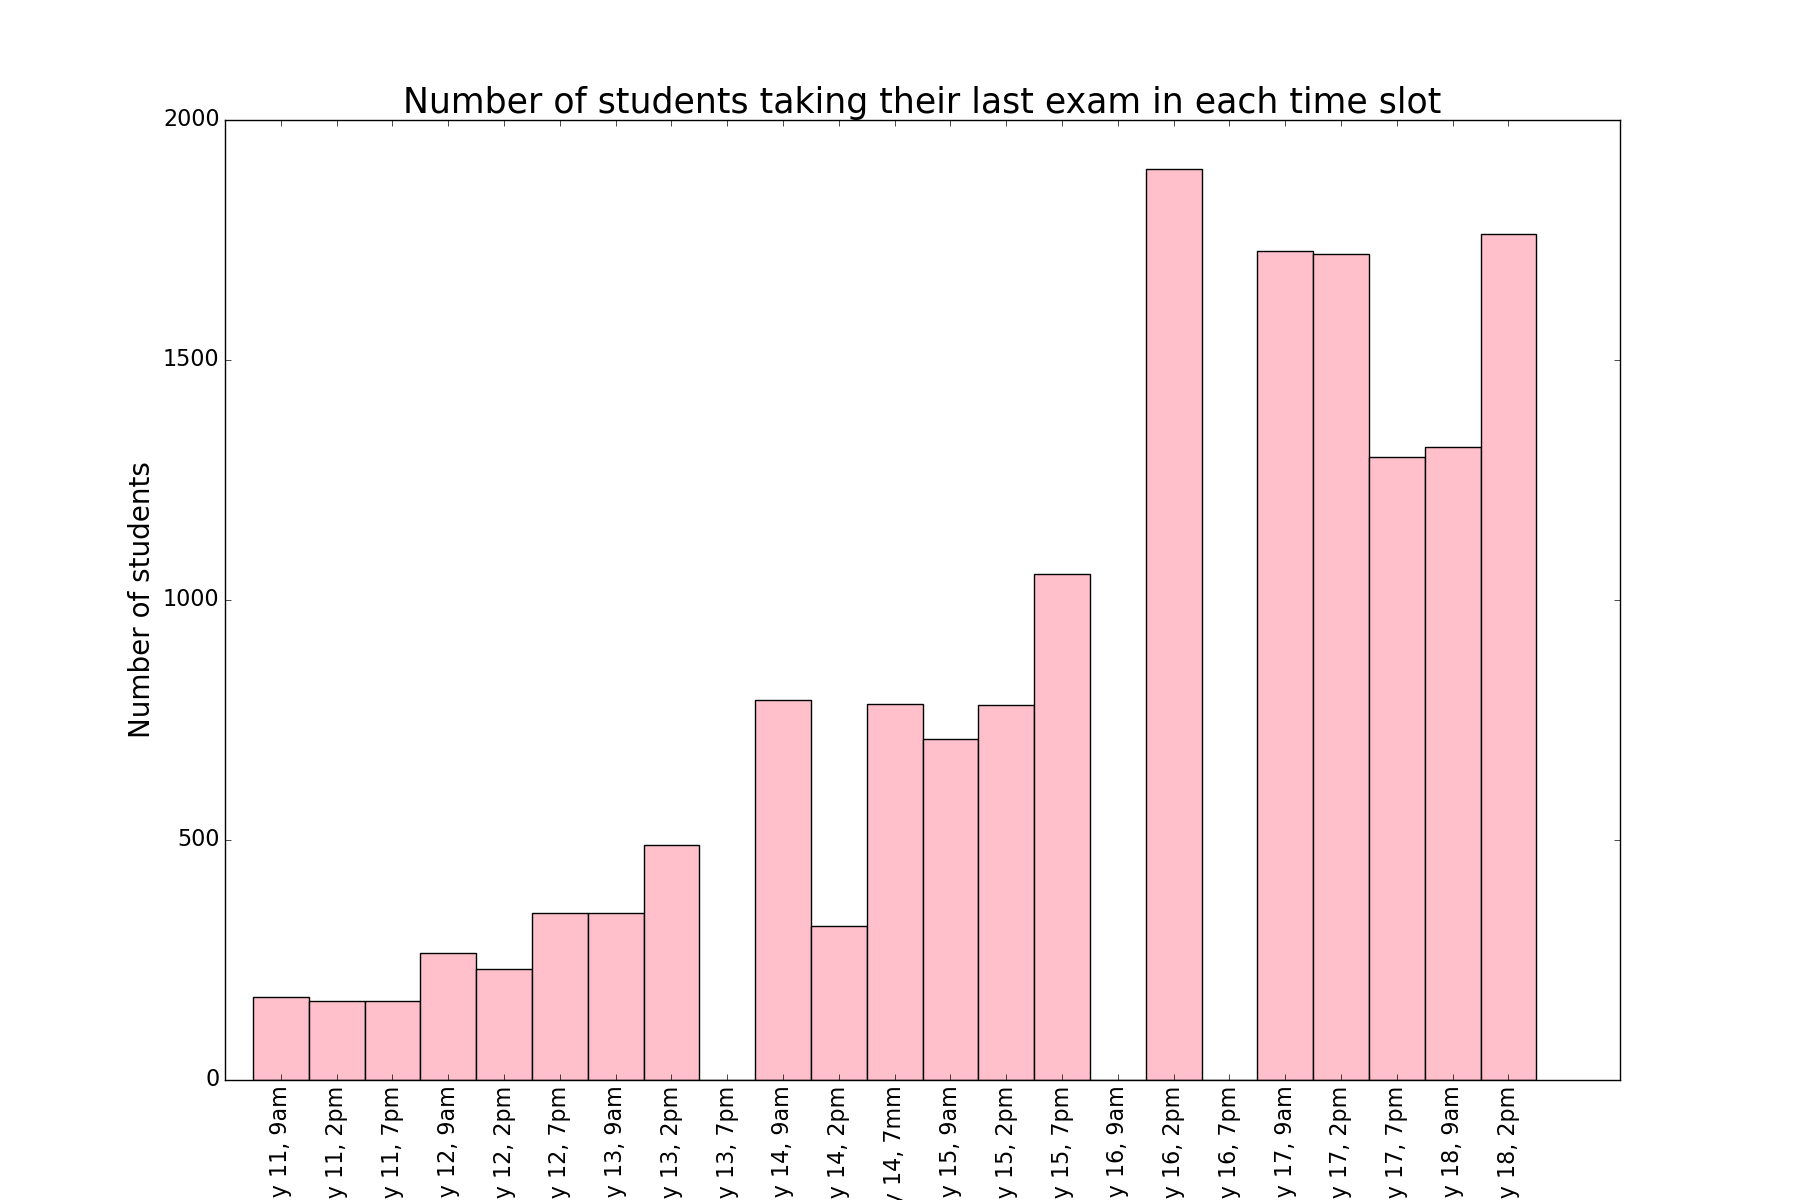 Number of students taking their last exam in each time slot
Number of students
2000
1500
1000
500
0
y 11, 9am
y 11, 2pm
y 11, 7pm
y 12, 9am
y 12, 2pm
y 12, 7pm
y 13, 9am
y 13, 2pm
y 13, 7pm
y 14, 9am
y 14, 2pm
y 14, 7mm
y 15, 9am
y 15, 2pm
y 15, 7pm
y 16, 9am
y 16, 2pm
y 16, 7pm
y 17, 9am
y 17, 2pm
y 17, 7pm
y 18, 9am
y 18, 2pm